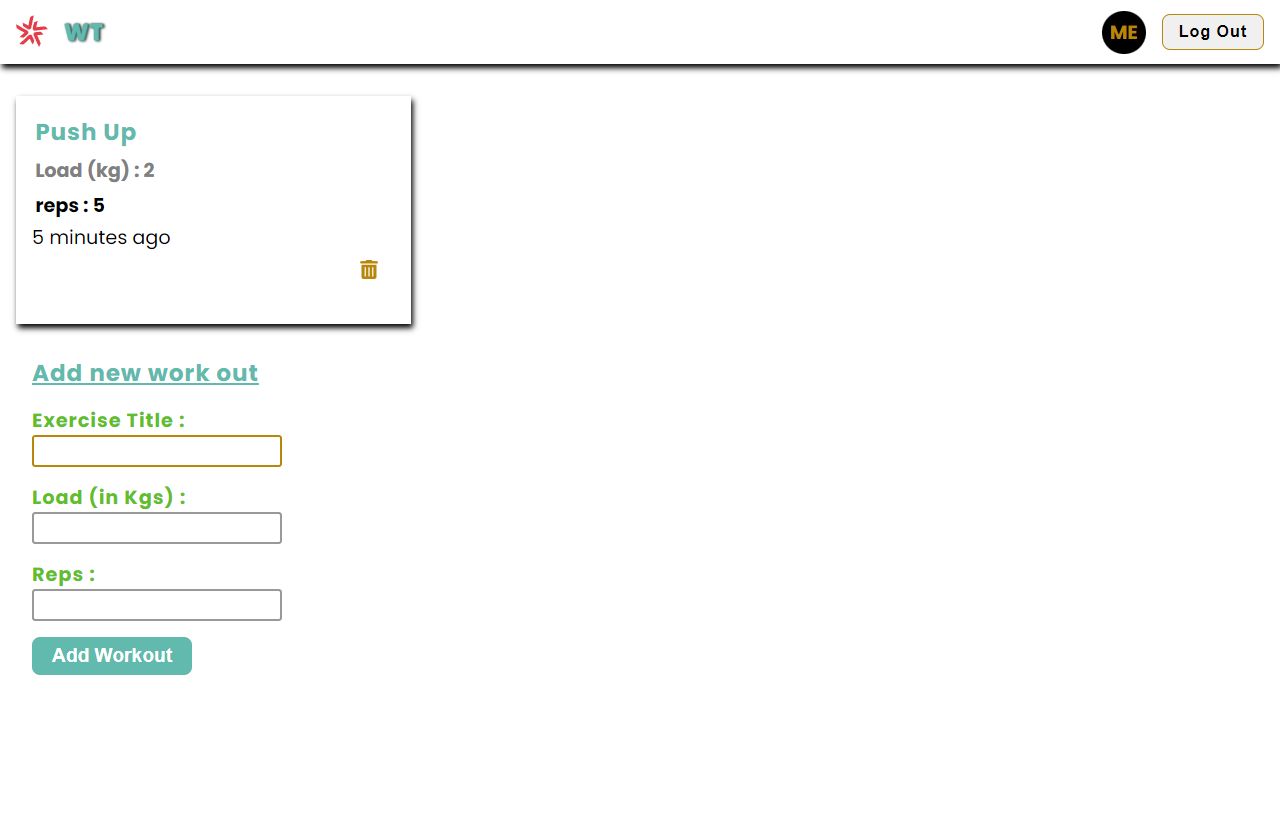 WT
ME
Log Out
Push Up
Load (kg) : 2
reps : 5
5 minutes ago
Add new work out
Exercise Title :
Load (in Kgs) :
Reps :
Add Workout